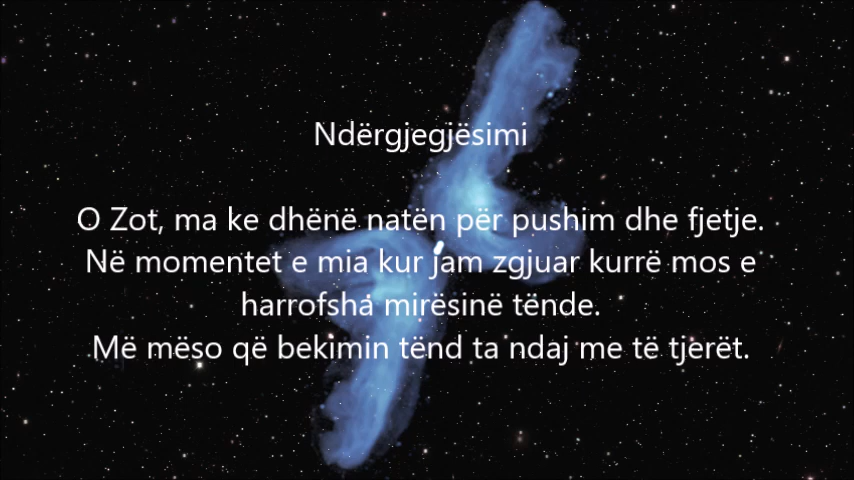 Ndërgjegjësimi
O Zot, ma ke dhënë natën për pushim dhe fjetje.
Në momentet e mia kur jam zgjuar kurrë mos e
harrofsha mirësinë tënde.
Më mëso që bekimin tënd ta ndaj me të tjerët.